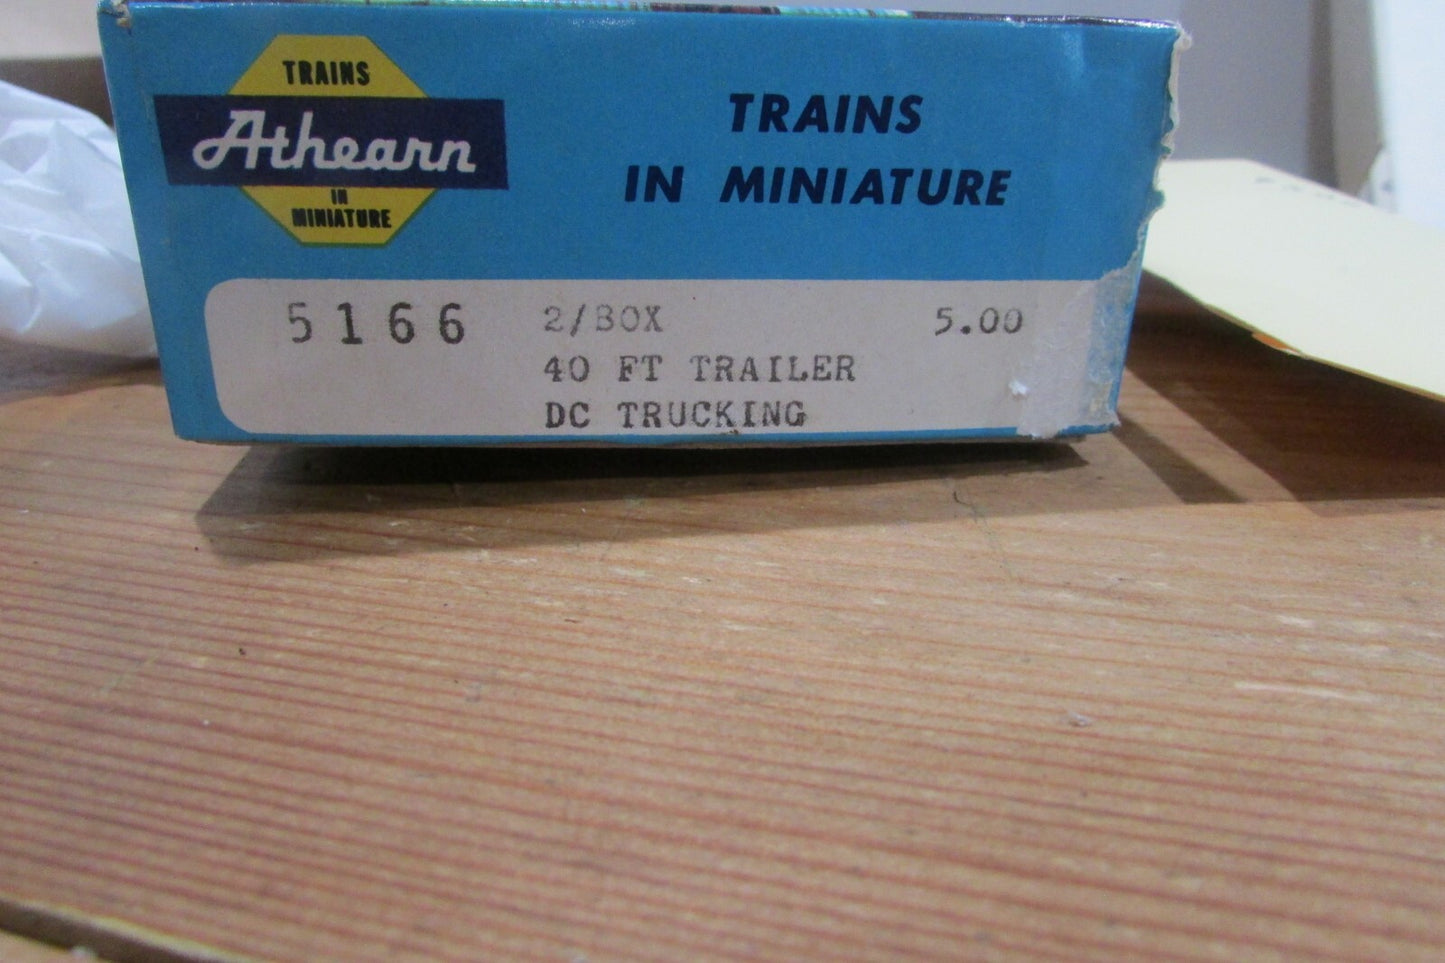 TRAINS
Athearn
IN
MINIATURE
TRAINS
IN MINIATURE
5166 2/BOX 5.00
40 FT TRAILER
DC TRUCKING